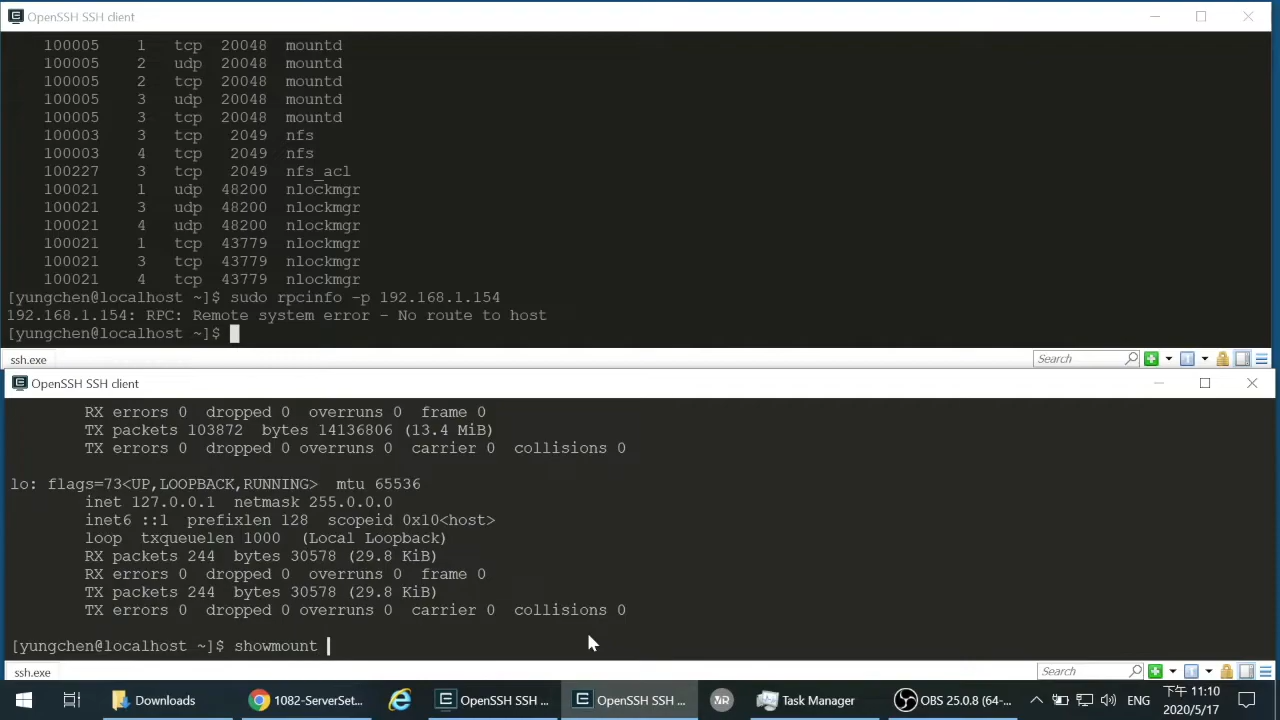 OpenSSH SSH client
100005 1 tcp 20048 mountd
100005 2 udp 20048 mountd
100005 2 tcp 20048 mountd
100005 3 udp 20048 mountd
100005 3 tcp 20048 mountd
100003 3 tcp 2049 nfs
100003 4 tcp 2049 nfs
100227 3 tcp 2049 nfs_acl
100021 1 udp 48200 nlockmgr
100021 3 udp 48200 nlockmgr
100021 4 udp 48200 nlockmgr
100021 1 tcp 43779 nlockmgr
100021 3 tcp 43779 nlockmgr
100021 4 tcp 43779 nlockmgr
[yungchen@localhost ~]$ sudo rpcinfo -p 192.168.1.154
192.168.1.154: RPC: Remote system error - No route to host
[yungchen@localhost ~]$
ssh.exe Search
OpenSSH SSH client
RX errors 0 dropped 0 overruns 0 frame 0
TX packets 103872 bytes 14136806 (13.4 MiB)
TX errors 0 dropped 0 overruns 0 carrier 0 collisions 0
lo: flags=73<UP,LOOPBACK,RUNNING> mtu 65536
inet 127.0.0.1 netmask 255.0.0.0
inet6 ::1 prefixlen 128 scopeid 0x10<host>
loop txqueuelen 1000 (Local Loopback)
RX packets 244 bytes 30578 (29.8 KiB)
RX errors 0 dropped 0 overruns 0 frame 0
TX packets 244 bytes 30578 (29.8 KiB)
TX errors 0 dropped 0 overruns 0 carrier 0 collisions 0
[yungchen@localhost ~]$ showmount
ssh.exe Search
Downloads 1082-ServerSet... OpenSSH SSH ... OpenSSH SSH ... Task Manager OBS 25.0.8 (64-... ENG 下午 11:10
2020/5/17